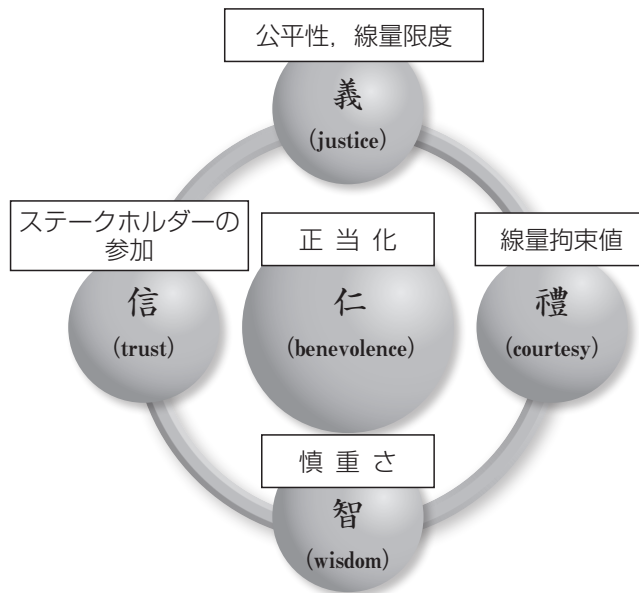 公平性，線量限度
義
(justice)
ステークホルダーの
参加
信
(trust)
正当化
仁
(benevolence)
線量拘束値
禮
(courtesy)
慎重さ
智
(wisdom)